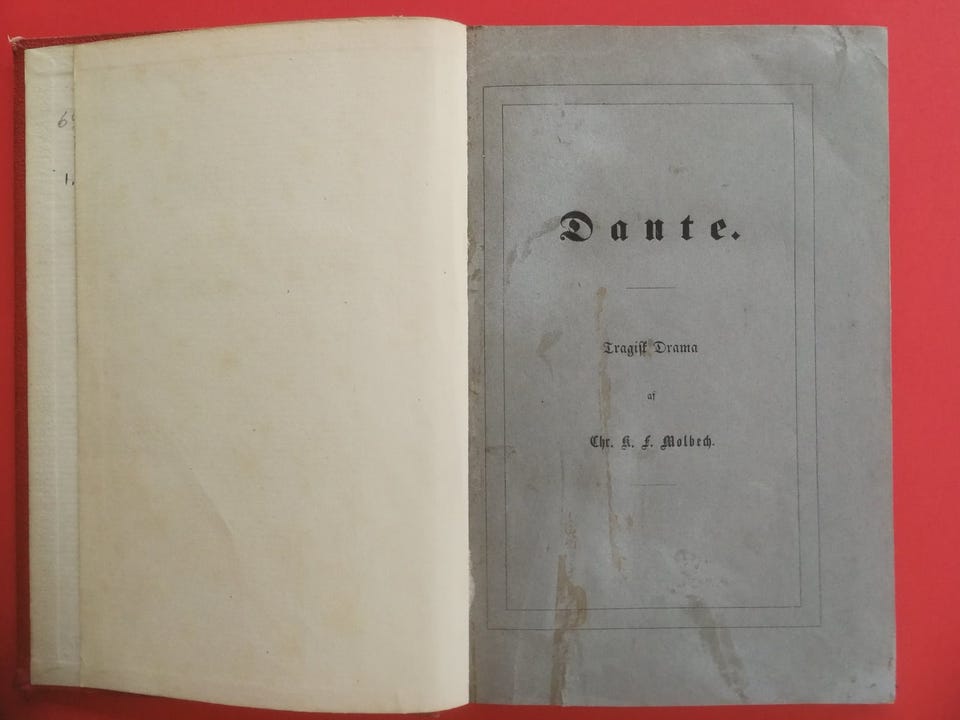 Dante.
Tragisk Drama
af
Chr. K. F. Molbech.